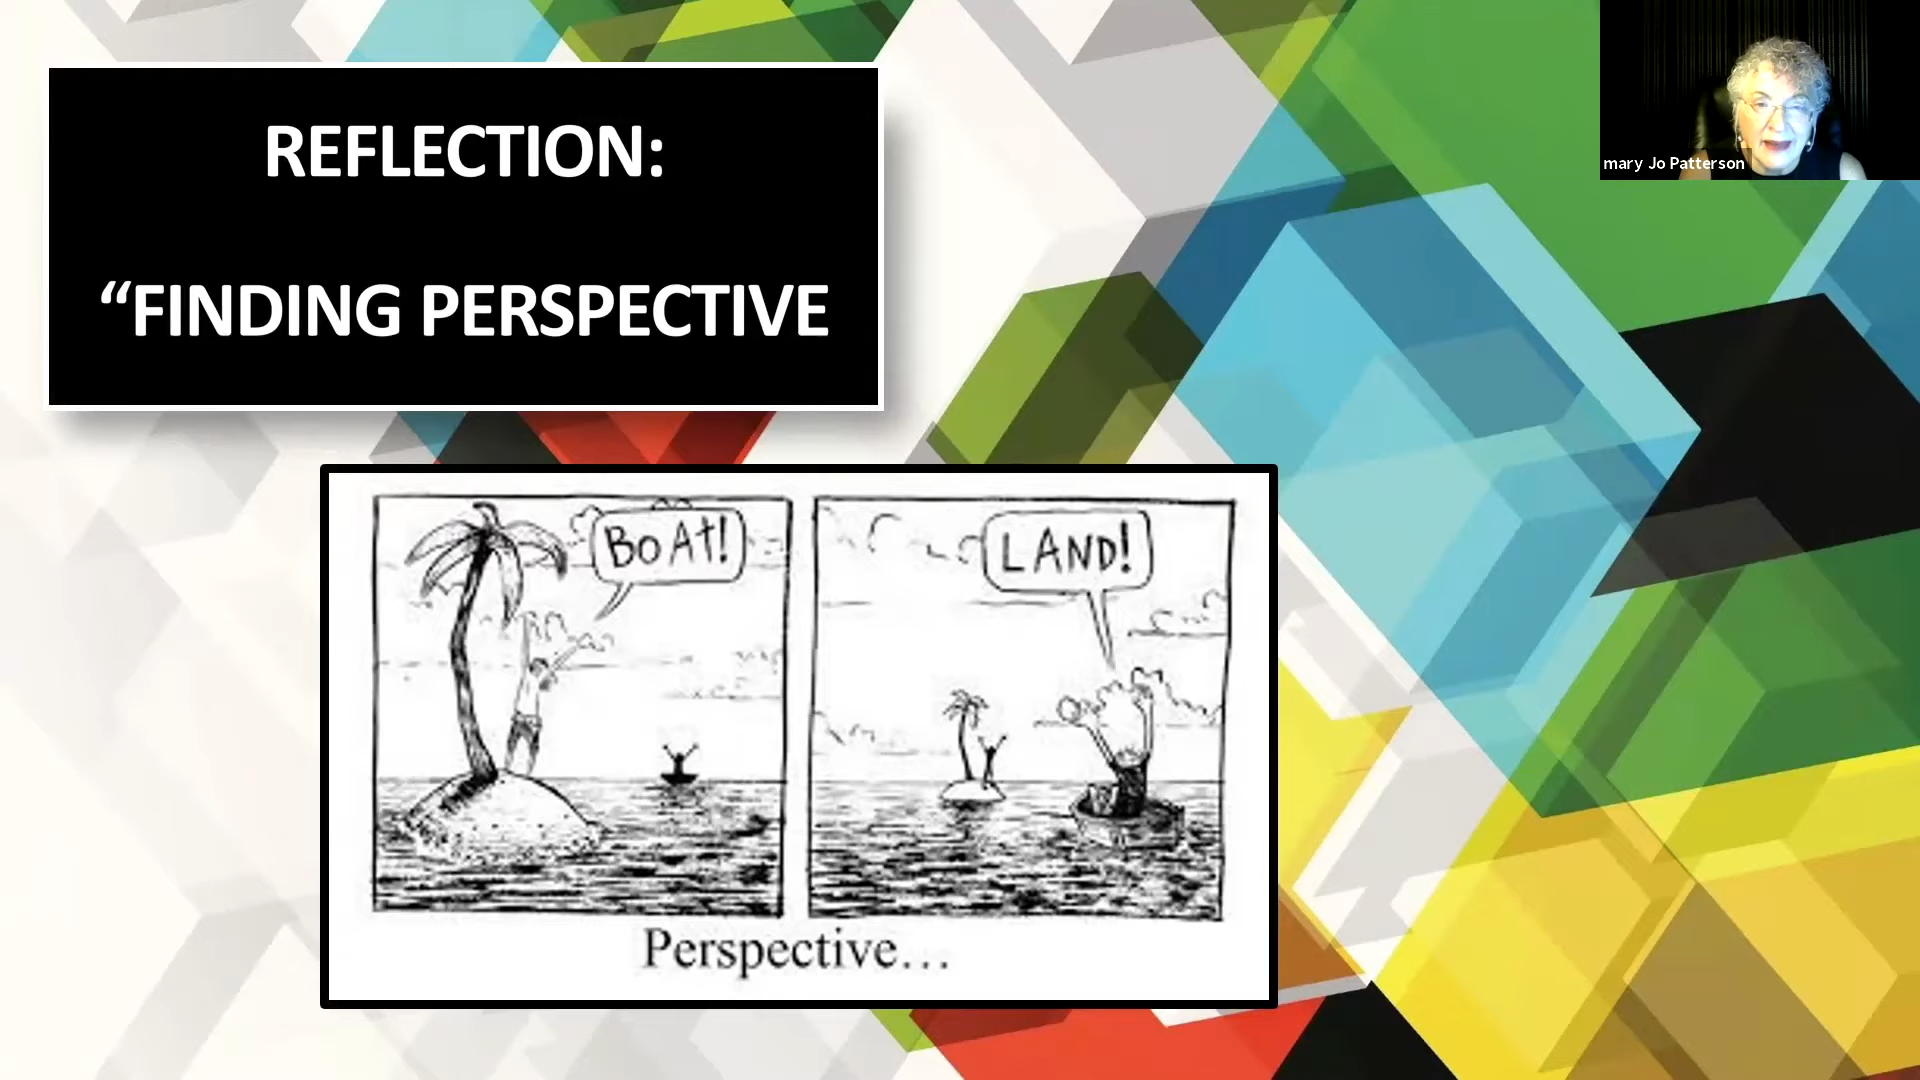 REFLECTION:
“FINDING PERSPECTIVE
mary Jo Patterson
BoAt!
LAND!
Perspective...